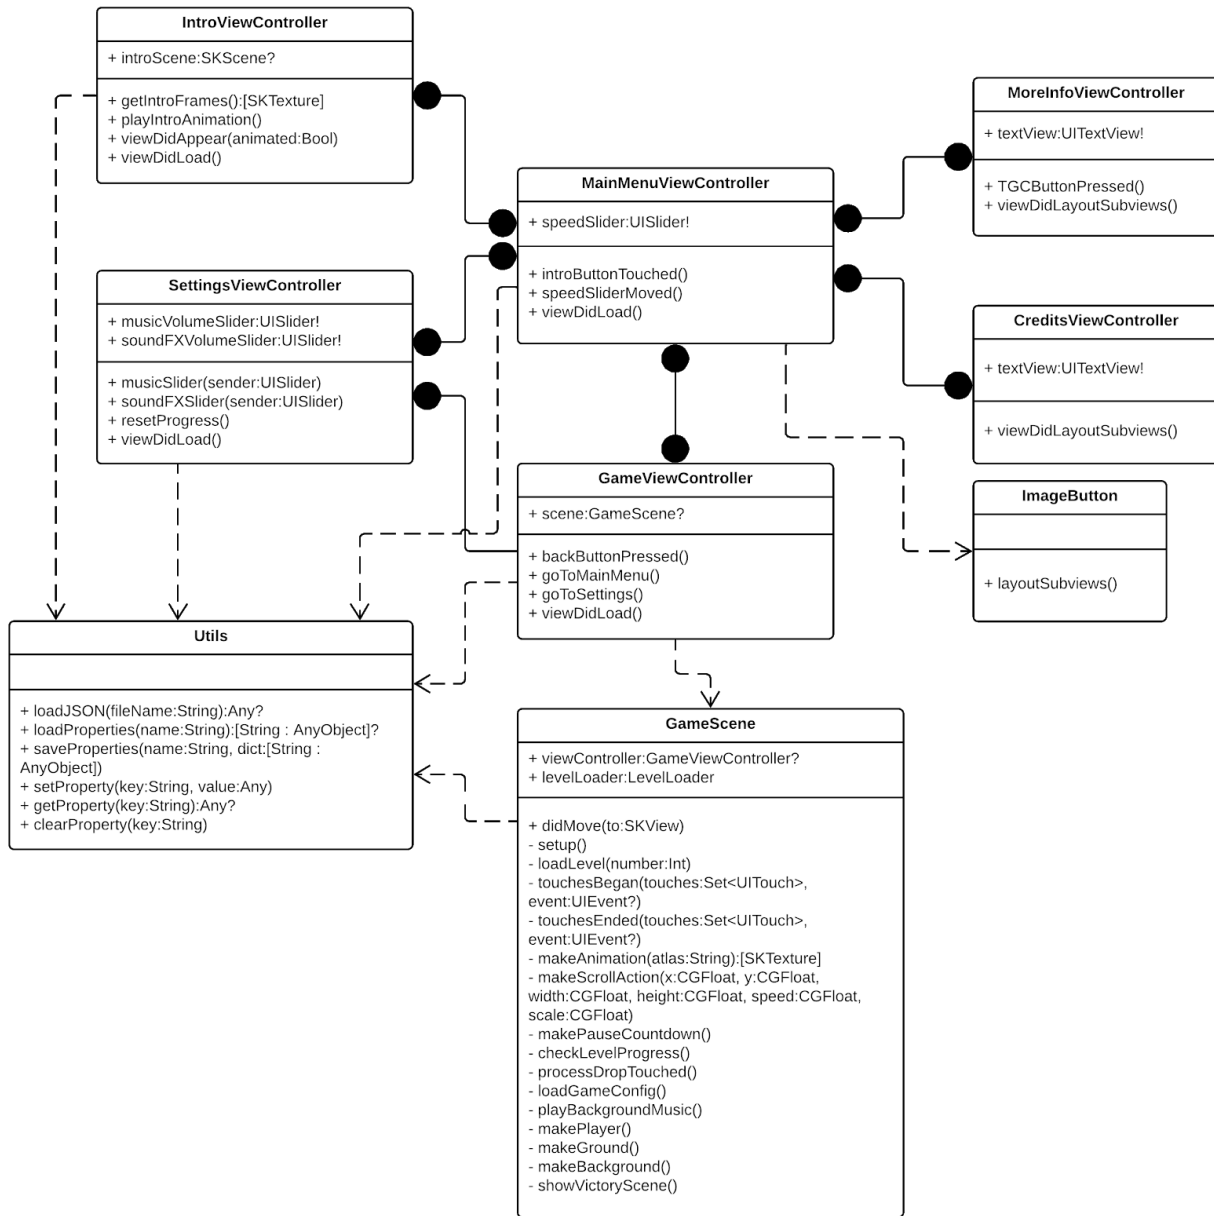 IntroViewController
+ introScene:SKScene?
+ getIntroFrames():[SKTexture]
+ playIntroAnimation()
+ viewDidAppear(animated:Bool)
+ viewDidLoad()
MoreInfoViewController
+ textView:UITextView!
+ TGCButtonPressed()
+ viewDidLayoutSubviews()
MainMenuViewController
+ speedSlider:UISlider!
+ introButtonTouched()
+ speedSliderMoved()
+ viewDidLoad()
SettingsViewController
+ musicVolumeSlider:UISlider!
+ soundFXVolumeSlider:UISlider!
+ musicSlider(sender:UISlider)
+ soundFXSlider(sender:UISlider)
+ resetProgress()
+ viewDidLoad()
CreditsViewController
+ textView:UITextView!
+ viewDidLayoutSubviews()
GameViewController
+ scene:GameScene?
+ backButtonPressed()
+ goToMainMenu()
+ goToSettings()
+ viewDidLoad()
ImageButton
+ layoutSubviews()
Utils
+ loadJSON(fileName:String):Any?
+ loadProperties(name:String):[String : AnyObject]?
+ saveProperties(name:String, dict:[String :
AnyObject])
+ setProperty(key:String, value:Any)
+ getProperty(key:String):Any?
+ clearProperty(key:String)
GameScene
+ viewController:GameViewController?
+ levelLoader:LevelLoader
+ didMove(to:SKView)
- setup()
- loadLevel(number:Int)
- touchesBegan(touches:Set<UITouch>,
event:UIEvent?)
- touchesEnded(touches:Set<UITouch>,
event:UIEvent?)
- makeAnimation(atlas:String):[SKTexture]
- makeScrollAction(x:CGFloat, y:CGFloat,
width:CGFloat, height:CGFloat, speed:CGFloat,
scale:CGFloat)
- makePauseCountdown()
- checkLevelProgress()
- processDropTouched()
- loadGameConfig()
- playBackgroundMusic()
- makePlayer()
- makeGround()
- makeBackground()
- showVictoryScene()